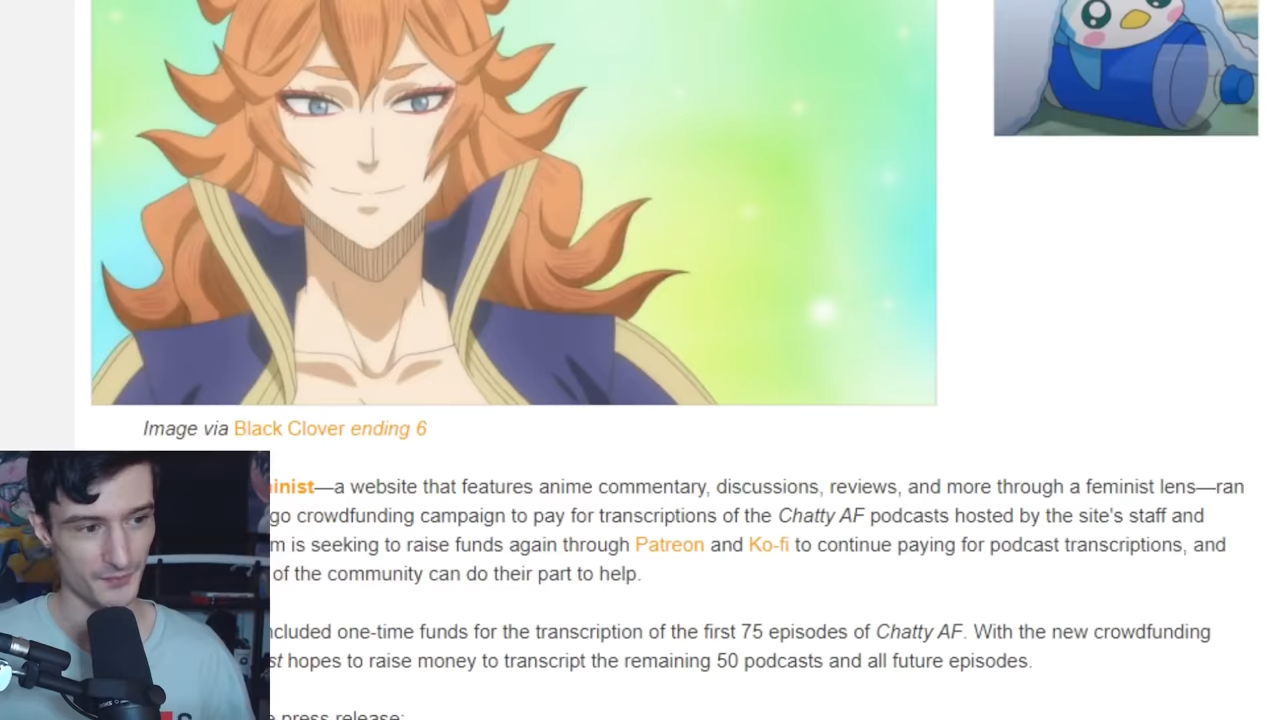 Image via Black Clover ending 6
inist—a website that features anime commentary, discussions, reviews, and more through a feminist lens—ran
go crowdfunding campaign to pay for transcriptions of the Chatty AF podcasts hosted by the site's staff and
m is seeking to raise funds again through Patreon and Ko-fi to continue paying for podcast transcriptions, and
of the community can do their part to help.
ncluded one-time funds for the transcription of the first 75 episodes of Chatty AF. With the new crowdfunding
st hopes to raise money to transcript the remaining 50 podcasts and all future episodes.
e press release: